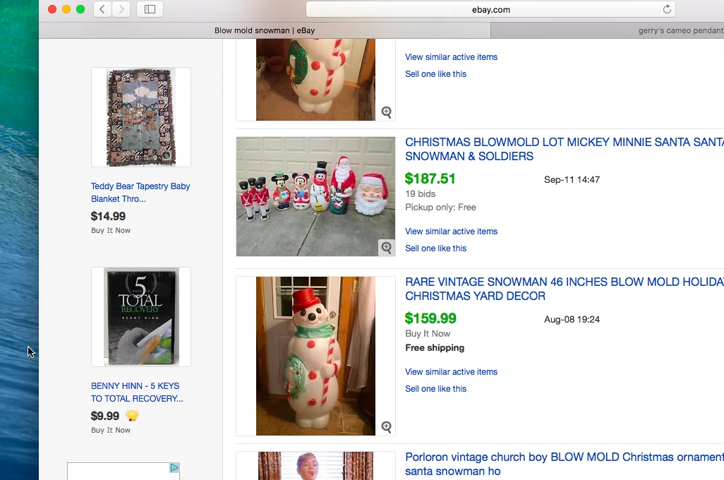 ebay.com
Blow mold snowman | eBay
gerry's cameo pendant
View similar active items
Sell one like this
CHRISTMAS BLOWMOLD LOT MICKEY MINNIE SANTA SANTA
SNOWMAN & SOLDIERS
$187.51
Sep-11 14:47
19 bids
Pickup only: Free
View similar active items
Sell one like this
RARE VINTAGE SNOWMAN 46 INCHES BLOW MOLD HOLIDA
CHRISTMAS YARD DECOR
$159.99
Aug-08 19:24
Buy It Now
Free shipping
View similar active items
Sell one like this
Porloron vintage church boy BLOW MOLD Christmas ornament
santa snowman ho
Teddy Bear Tapestry Baby
Blanket Thro...
$14.99
Buy It Now
5
TOTAL
RECOVERY
BENNY HINN
BENNY HINN - 5 KEYS
TO TOTAL RECOVERY...
$9.99
Buy It Now